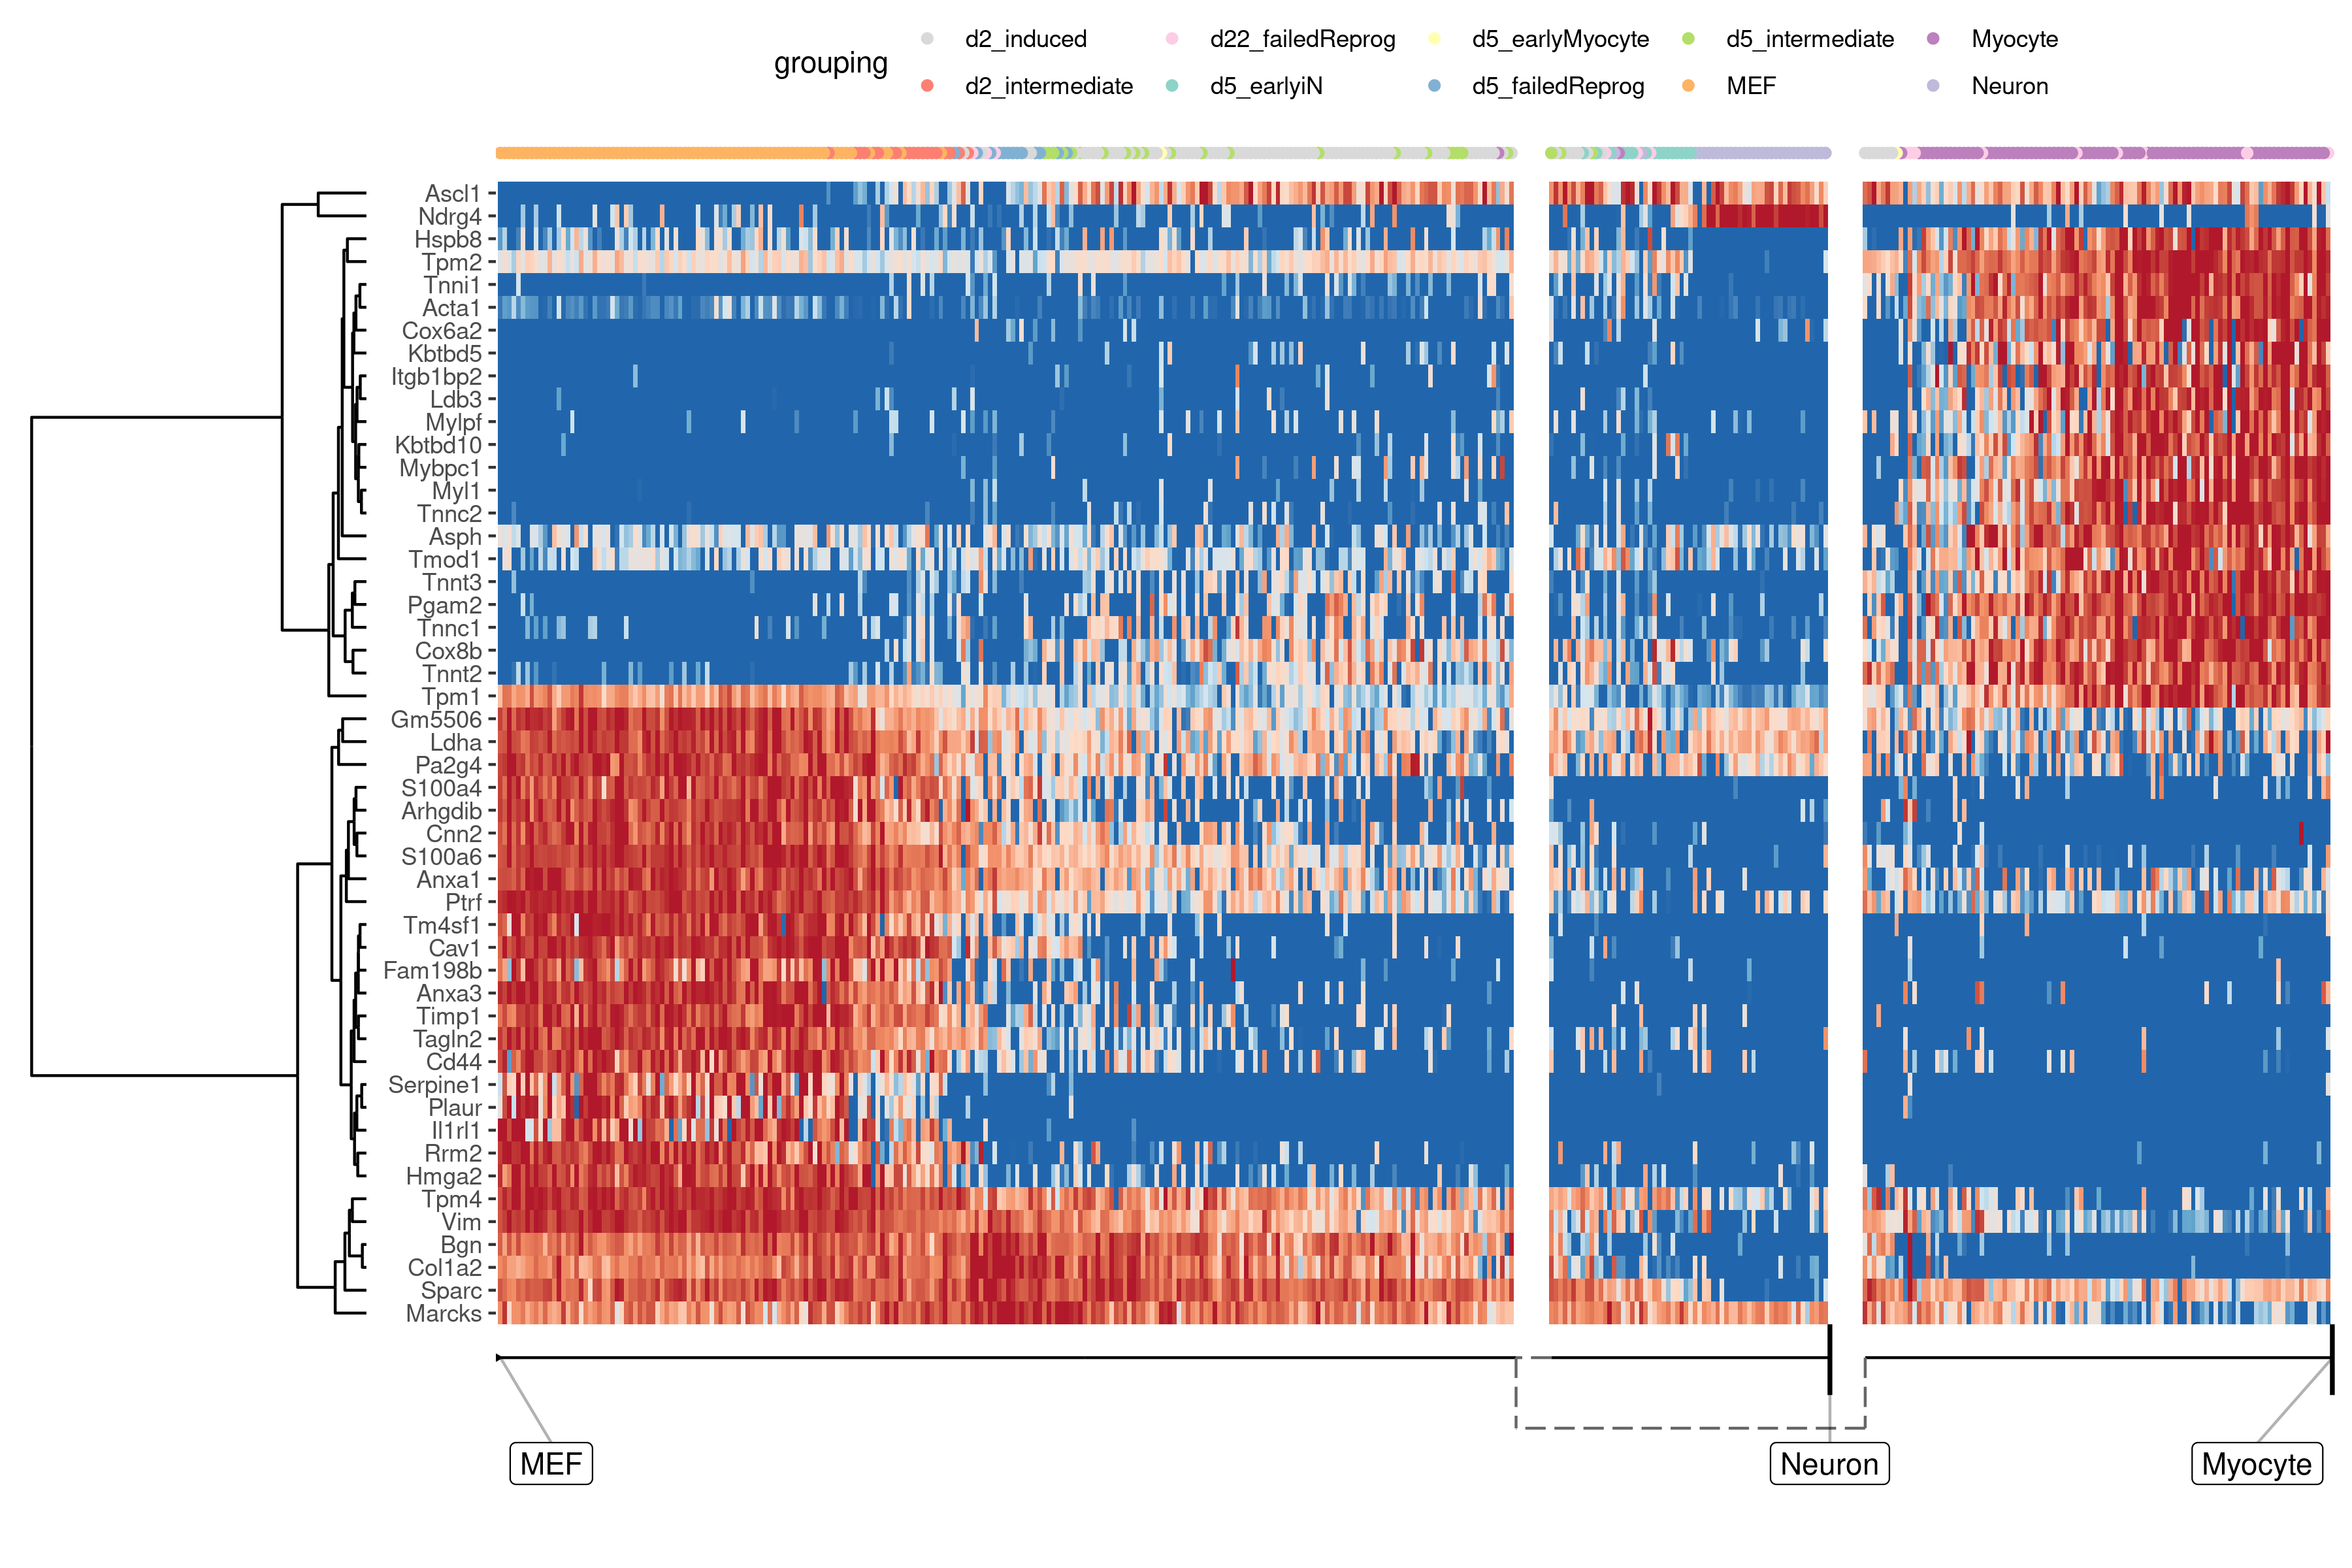 grouping
d2_induced d22_failedReprog d5_earlyMyocyte d5_intermediate Myocyte
d2_intermediate d5_earlyiN d5_failedReprog MEF Neuron
Ascl1
Ndrg4
Hspb8
Tpm2
Tnni1
Acta1
Cox6a2
Kbtbd5
Itgb1bp2
Ldb3
Mylpf
Kbtbd10
Mybpc1
Myl1
Tnnc2
Asph
Tmod1
Tnnt3
Pgam2
Tnnc1
Cox8b
Tnnt2
Tpm1
Gm5506
Ldha
Pa2g4
S100a4
Arhgdib
Cnn2
S100a6
Anxa1
Ptrf
Tm4sf1
Cav1
Fam198b
Anxa3
Timp1
Tagln2
Cd44
Serpine1
Plaur
Il1rl1
Rrm2
Hmga2
Tpm4
Vim
Bgn
Col1a2
Sparc
Marcks
MEF Neuron Myocyte